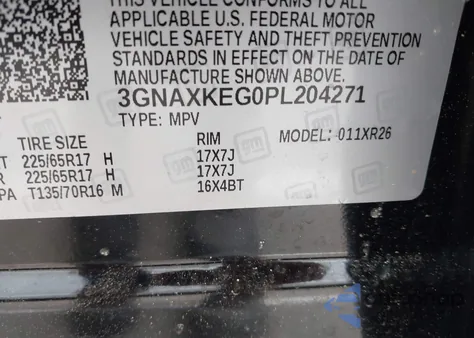 THIS VEHICLE CONFORMS TO ALL
APPLICABLE U.S. FEDERAL MOTOR
VEHICLE SAFETY AND THEFT PREVENTION
STANDARDS IN EFFECT ON THE DATE OF
MANUFACTURE SHOWN ABOVE.
3GNAXKEG0PL204271
TYPE: MPV
MODEL: 011XR26
TIRE SIZE RIM
T 225/65R17 H 17X7J
R 225/65R17 H 17X7J
PA T135/70R16 M 16X4BT
gm